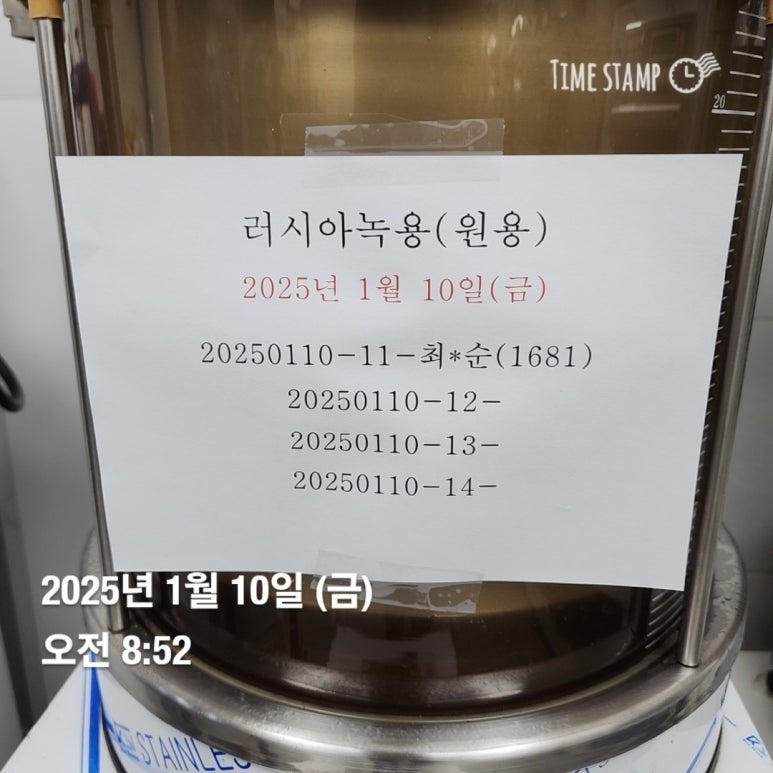 TIME STAMP
20
러시아녹용(원용)
2025년 1월 10일(금)
20250110-11-최*순(1681)
20250110-12-
20250110-13-
20250110-14-
2025년 1월 10일 (금)
오전 8:52
STAINLES